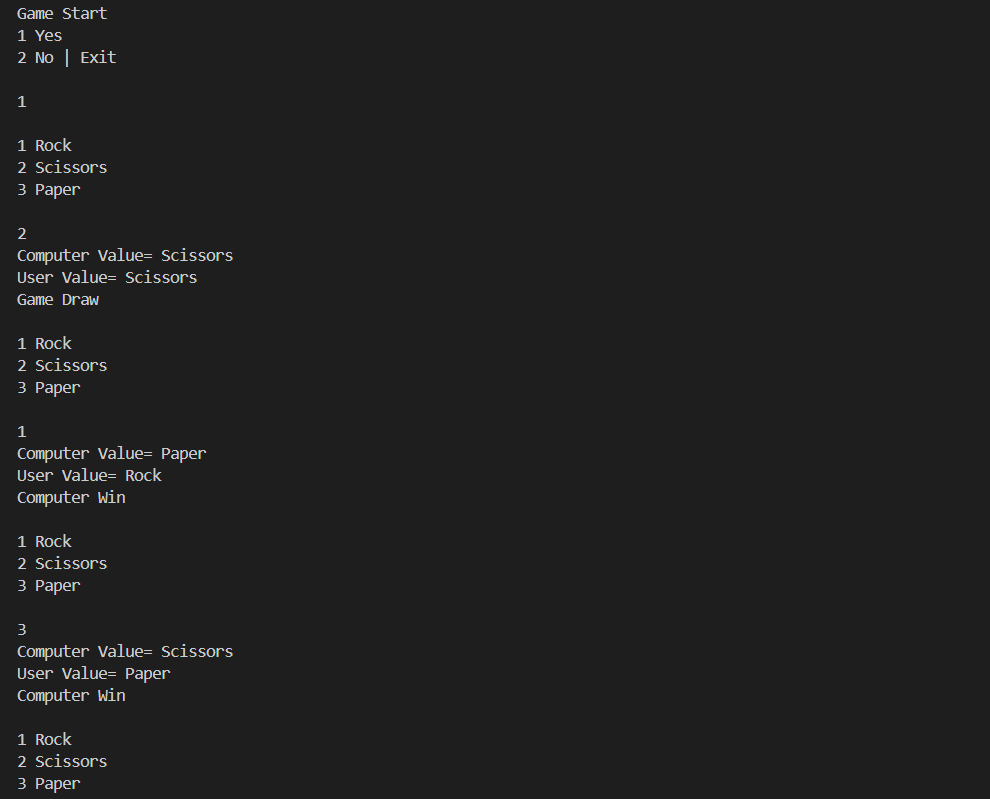 Game Start
1 Yes
2 No | Exit
1
1 Rock
2 Scissors
3 Paper
2
Computer Value= Scissors
User Value= Scissors
Game Draw
1 Rock
2 Scissors
3 Paper
1
Computer Value= Paper
User Value= Rock
Computer Win
1 Rock
2 Scissors
3 Paper
3
Computer Value= Scissors
User Value= Paper
Computer Win
1 Rock
2 Scissors
3 Paper